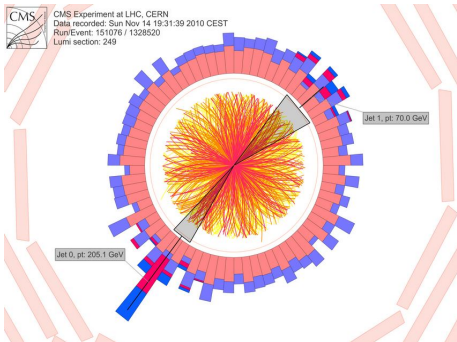 CMS
CMS Experiment at LHC, CERN
Data recorded: Sun Nov 14 19:31:39 2010 CEST
Run/Event: 151076 / 1328520
Lumi section: 249
Jet 1, pt: 70.0 GeV
Jet 0, pt: 205.1 GeV